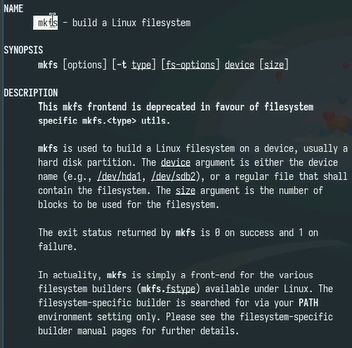 NAME
mkfs - build a Linux filesystem
SYNOPSIS
mkfs [options] [-t type] [fs-options] device [size]
DESCRIPTION
This mkfs frontend is deprecated in favour of filesystem
specific mkfs.<type> utils.
mkfs is used to build a Linux filesystem on a device, usually a
hard disk partition. The device argument is either the device
name (e.g., /dev/hda1, /dev/sdb2), or a regular file that shall
contain the filesystem. The size argument is the number of
blocks to be used for the filesystem.
The exit status returned by mkfs is 0 on success and 1 on
failure.
In actuality, mkfs is simply a front-end for the various
filesystem builders (mkfs.fstype) available under Linux. The
filesystem-specific builder is searched for via your PATH
environment setting only. Please see the filesystem-specific
builder manual pages for further details.